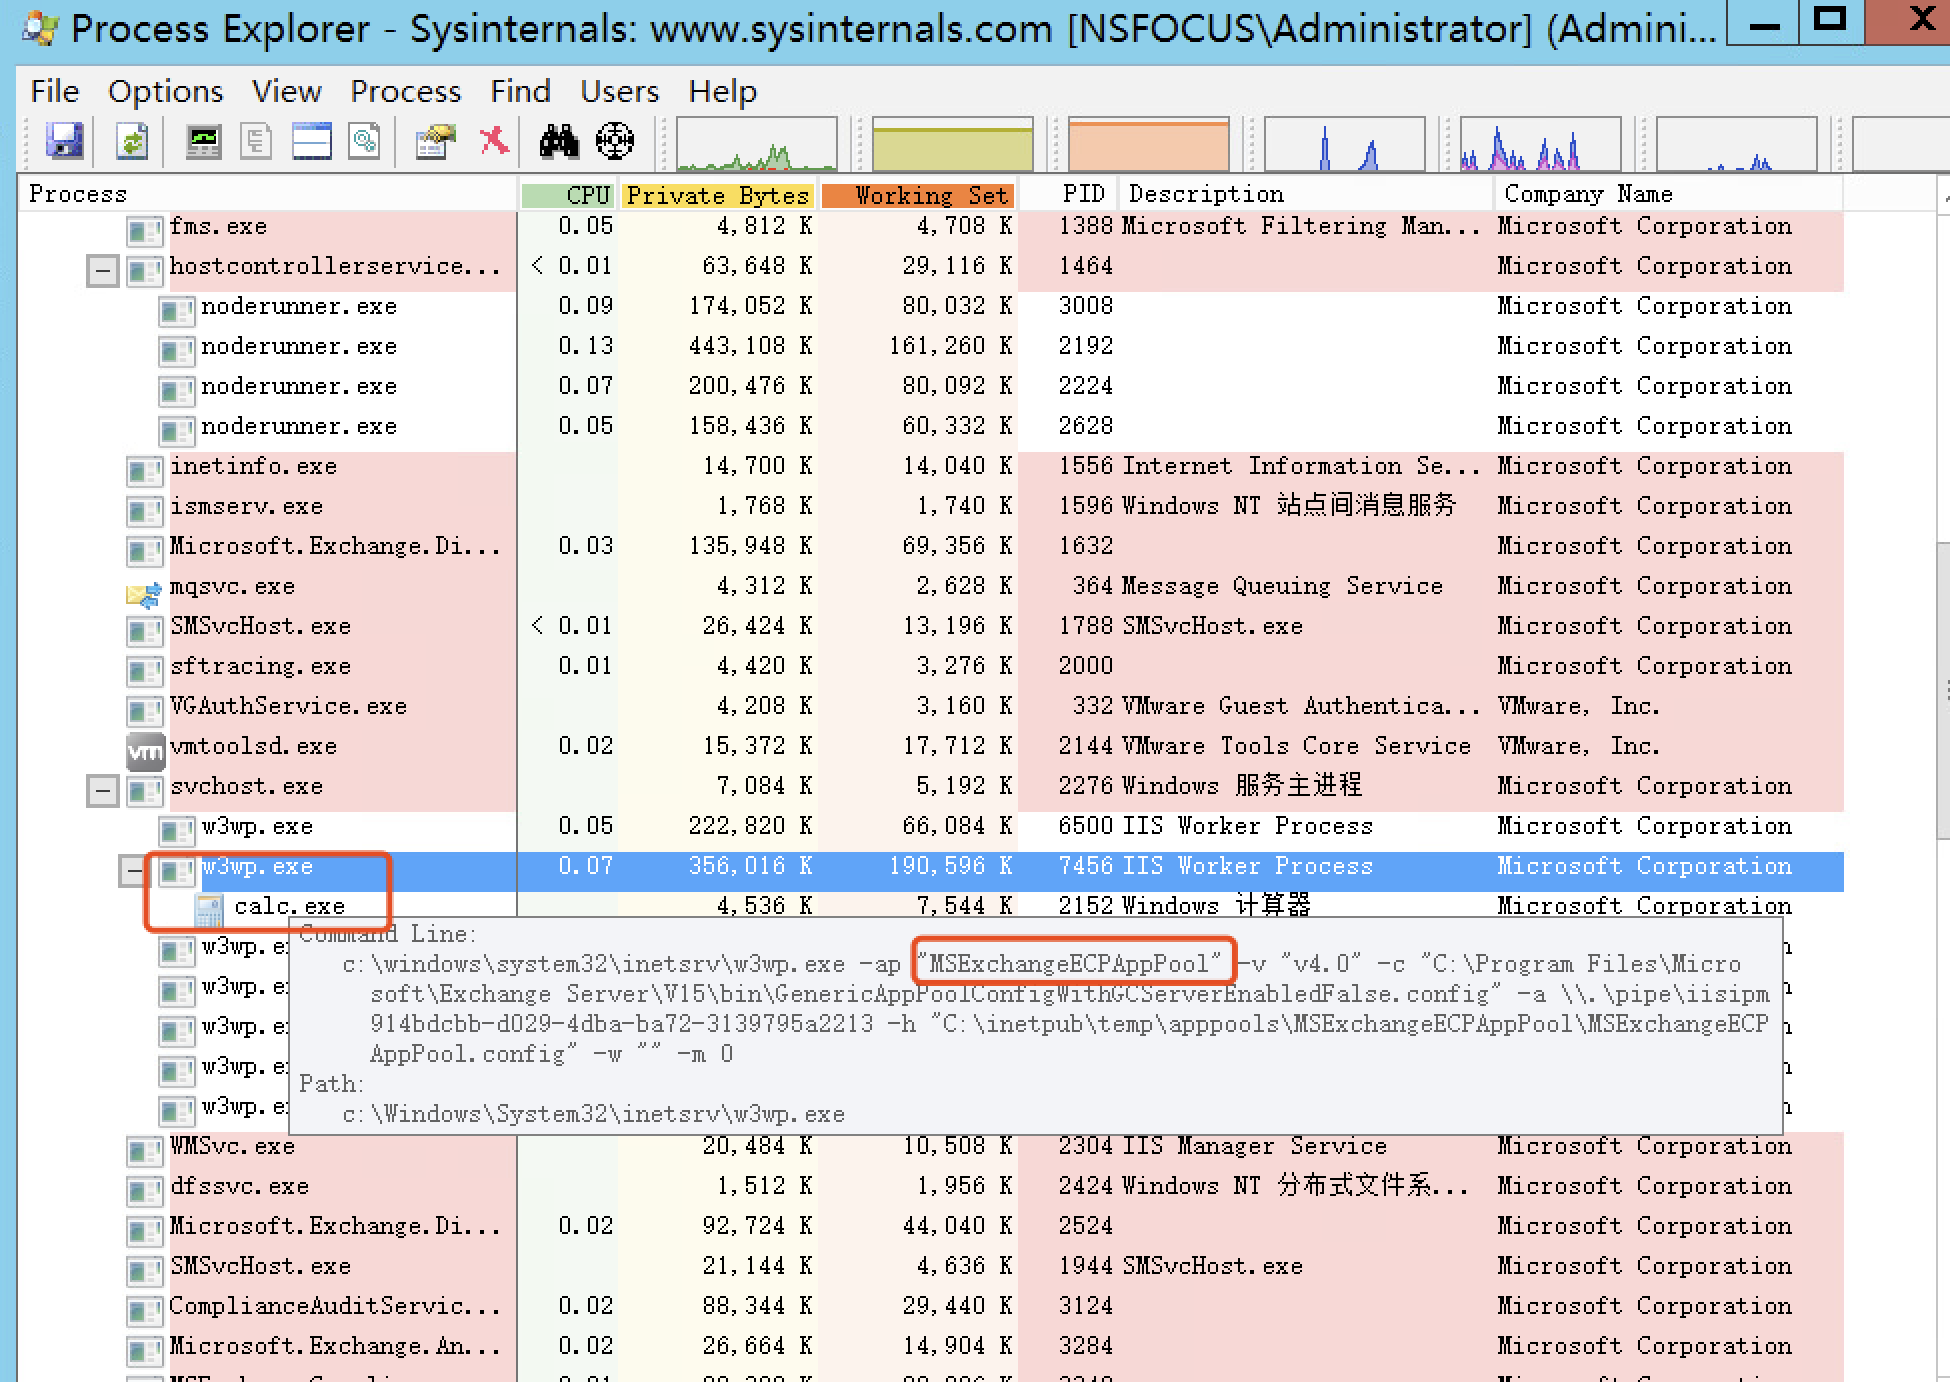 Process Explorer - Sysinternals: www.sysinternals.com [NSFOCUS\Administrator] (Admini...
File Options View Process Find Users Help
Process CPU Private Bytes Working Set PID Description Company Name
fms.exe 0.05 4,812 K 4,708 K 1388 Microsoft Filtering Man... Microsoft Corporation
hostcontrollerservice... < 0.01 63,648 K 29,116 K 1464 Microsoft Corporation
noderunner.exe 0.09 174,052 K 80,032 K 3008 Microsoft Corporation
noderunner.exe 0.13 443,108 K 161,260 K 2192 Microsoft Corporation
noderunner.exe 0.07 200,476 K 80,092 K 2224 Microsoft Corporation
noderunner.exe 0.05 158,436 K 60,332 K 2628 Microsoft Corporation
inetinfo.exe 14,700 K 14,040 K 1556 Internet Information Se... Microsoft Corporation
ismserv.exe 1,768 K 1,740 K 1596 Windows NT 站点间消息服务 Microsoft Corporation
Microsoft.Exchange.Di... 0.03 135,948 K 69,356 K 1632 Microsoft Corporation
mqsvc.exe 4,312 K 2,628 K 364 Message Queuing Service Microsoft Corporation
SMSvcHost.exe < 0.01 26,424 K 13,196 K 1788 SMSvcHost.exe Microsoft Corporation
sftracing.exe 0.01 4,420 K 3,276 K 2000 Microsoft Corporation
VGAuthService.exe 4,208 K 3,160 K 332 VMware Guest Authentica... VMware, Inc.
vm vmtoolsd.exe 0.02 15,372 K 17,712 K 2144 VMware Tools Core Service VMware, Inc.
svchost.exe 7,084 K 5,192 K 2276 Windows 服务主进程 Microsoft Corporation
w3wp.exe 0.05 222,820 K 66,084 K 6500 IIS Worker Process Microsoft Corporation
w3wp.exe 0.07 356,016 K 190,596 K 7456 IIS Worker Process Microsoft Corporation
calc.exe 4,536 K 7,544 K 2152 Windows 计算器 Microsoft Corporation
Command Line:
w3wp.e
c:\windows\system32\inetsrv\w3wp.exe -ap "MSExchangeECPAppPool" -v "v4.0" -c "C:\Program Files\Micro
w3wp.e
soft\Exchange Server\V15\bin\GenericAppPoolConfigWithGCServerEnabledFalse.config" -a \\.\pipe\iisipm
w3wp.e
914bdcbb-d029-4dba-ba72-3139795a2213 -h "C:\inetpub\temp\apppools\MSExchangeECPAppPool\MSExchangeECP
AppPool.config" -w "" -m 0
w3wp.e
Path:
w3wp.e
c:\Windows\System32\inetsrv\w3wp.exe
WMSvc.exe 20,484 K 10,508 K 2304 IIS Manager Service Microsoft Corporation
dfssvc.exe 1,512 K 1,956 K 2424 Windows NT 分布式文件系... Microsoft Corporation
Microsoft.Exchange.Di... 0.02 92,724 K 44,040 K 2524 Microsoft Corporation
SMSvcHost.exe 21,144 K 4,636 K 1944 SMSvcHost.exe Microsoft Corporation
ComplianceAuditServic... 0.02 88,344 K 29,440 K 3124 Microsoft Corporation
Microsoft.Exchange.An... 0.02 26,664 K 14,904 K 3284 Microsoft Corporation